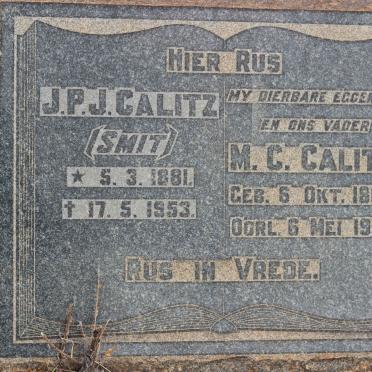 HIER RUS
J.P.J. CALITZ
(SMIT)
* 5.3.1881.
† 17.5.1953.
MY DIERBARE
EN ONS VADER
M. C.
GEB. 6 OKT.
OORL. 6 MEI
RUS IN VREDE.